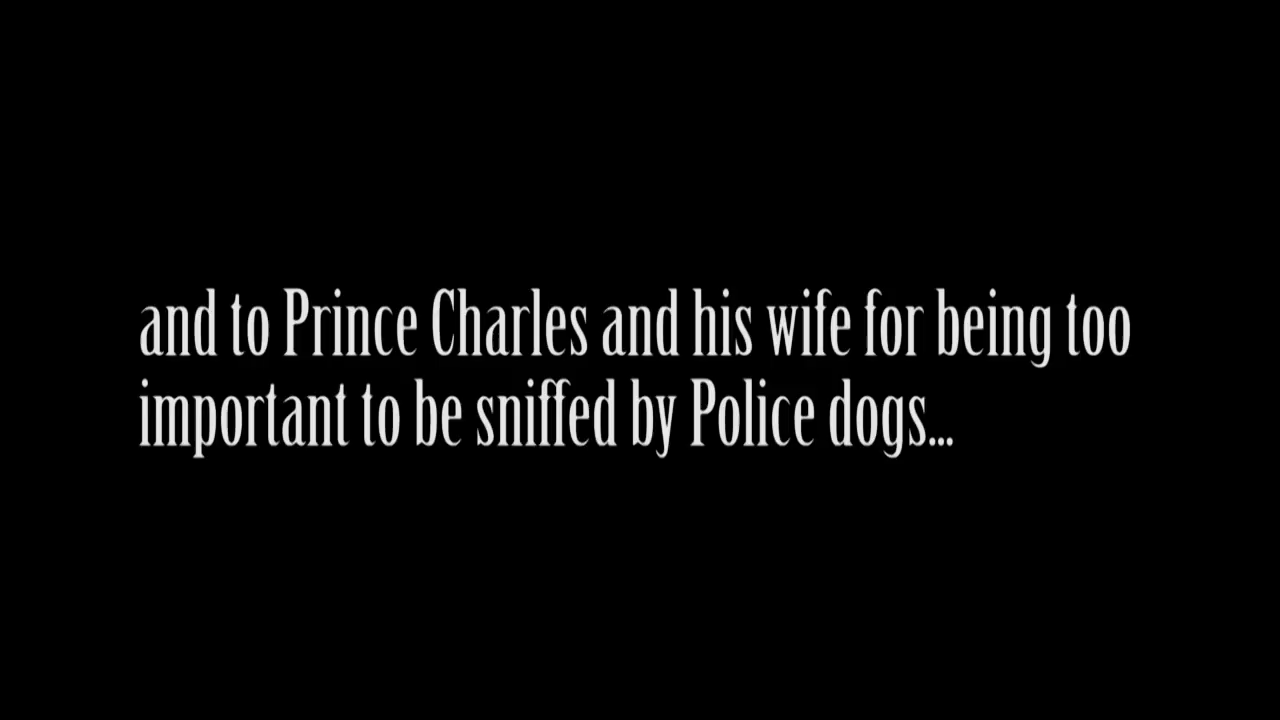 and to Prince Charles and his wife for being too
important to be sniffed by Police dogs...